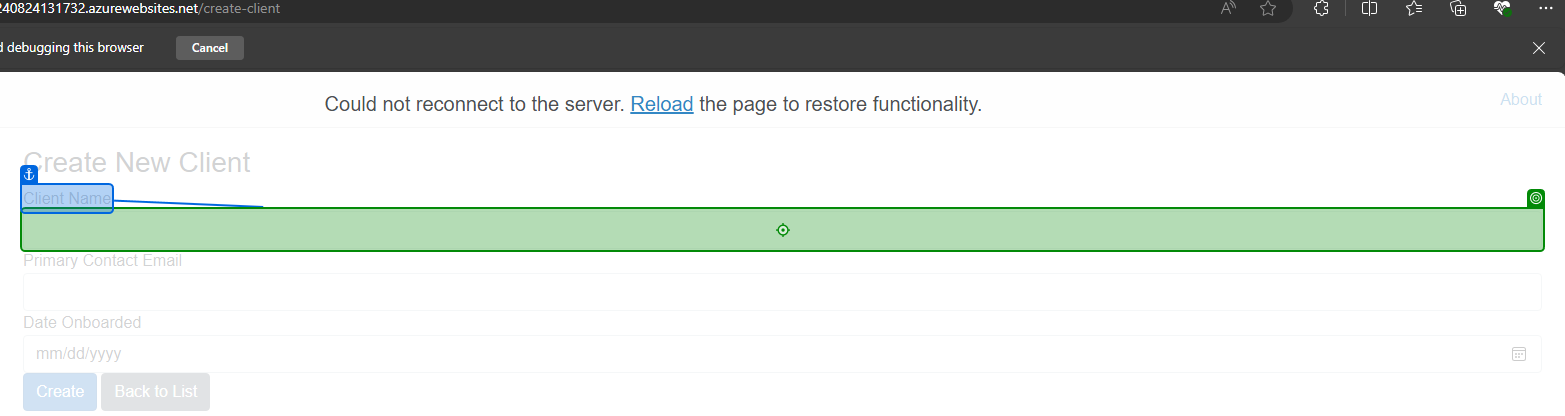 240824131732.azurewebsites.net/create-client
d debugging this browser Cancel
Could not reconnect to the server. Reload the page to restore functionality.
About
Create New Client
Client Name
Primary Contact Email
Date Onboarded
mm/dd/yyyy
Create Back to List